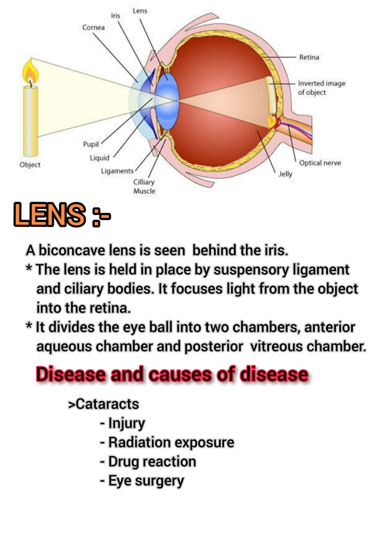 Lens
Iris
Cornea
Retina
Inverted image
of object
Pupil
Object
Liquid
Optical nerve
Ligaments
Jelly
Cilliary
Muscle
LENS :-
A biconcave lens is seen behind the iris.
* The lens is held in place by suspensory ligament
and ciliary bodies. It focuses light from the object
into the retina.
* It divides the eye ball into two chambers, anterior
aqueous chamber and posterior vitreous chamber.
Disease and causes of disease
>Cataracts
- Injury
- Radiation exposure
- Drug reaction
- Eye surgery